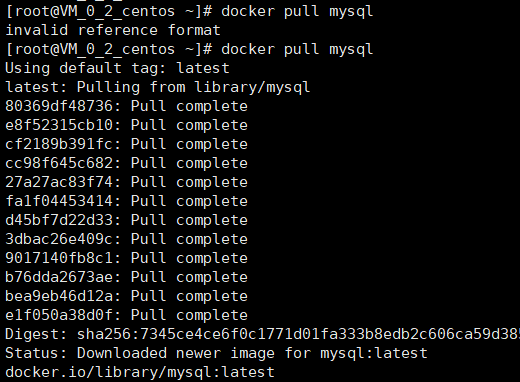 [root@VM_0_2_centos ~]# docker pull mysql
invalid reference format
[root@VM_0_2_centos ~]# docker pull mysql
Using default tag: latest
latest: Pulling from library/mysql
80369df48736: Pull complete
e8f52315cb10: Pull complete
cf2189b391fc: Pull complete
cc98f645c682: Pull complete
27a27ac83f74: Pull complete
fa1f04453414: Pull complete
d45bf7d22d33: Pull complete
3dbac26e409c: Pull complete
9017140fb8c1: Pull complete
b76dda2673ae: Pull complete
bea9eb46d12a: Pull complete
e1f050a38d0f: Pull complete
Digest: sha256:7345ce4ce6f0c1771d01fa333b8edb2c606ca59d385
Status: Downloaded newer image for mysql:latest
docker.io/library/mysql:latest